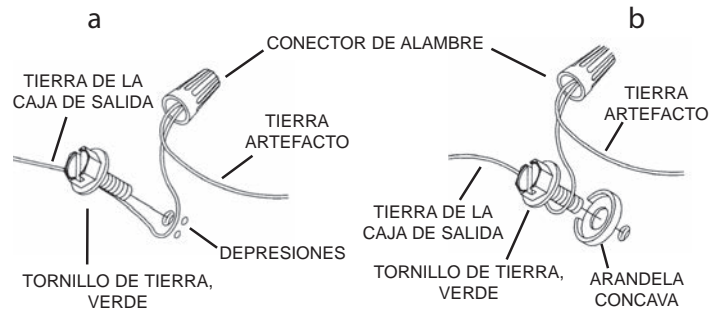 a
b
CONECTOR DE ALAMBRE
TIERRA DE LA
CAJA DE SALIDA
TIERRA
ARTEFACTO
DEPRESIONES
TORNILLO DE TIERRA,
VERDE
TIERRA
ARTEFACTO
TIERRA DE LA
CAJA DE SALIDA
TORNILLO DE TIERRA,
VERDE
ARANDELA
CONCAVA